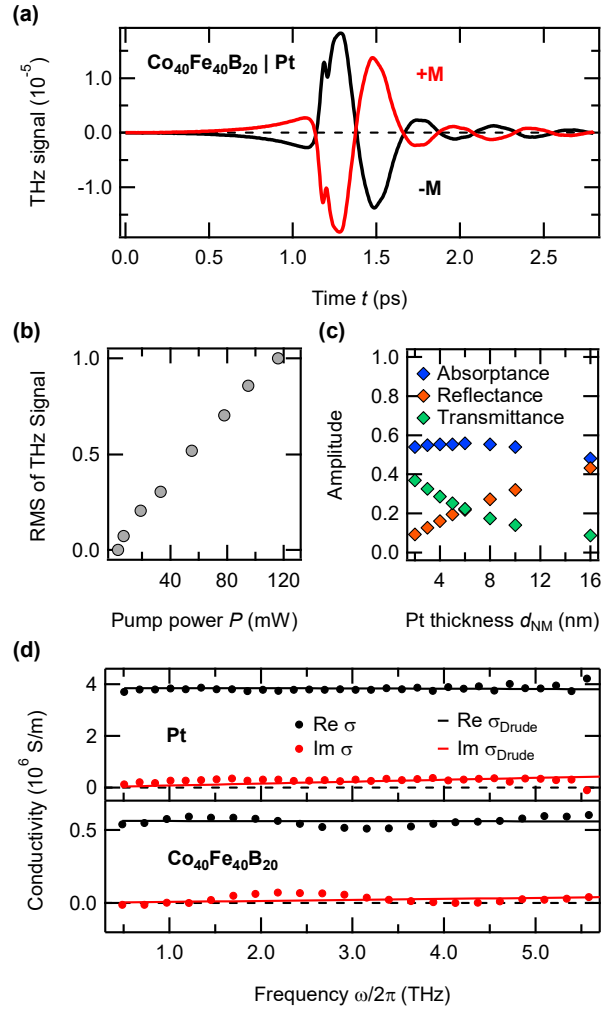 (a)
Co40Fe40B20 | Pt
+M
-M
THz signal (10-5)
1.0
0.0
-1.0
0.0 0.5 1.0 1.5 2.0 2.5
Time t (ps)
(b)
RMS of THz Signal
1.0
0.5
0.0
0 40 80 120
Pump power P (mW)
(c)
Absorptance
Reflectance
Transmittance
Amplitude
1.0
0.8
0.6
0.4
0.2
0.0
4 8 12 16
Pt thickness dNM (nm)
(d)
Conductivity (10⁶ S/m)
4
2
0
Pt
Re σ
Im σ
Re σDrude
Im σDrude
0.5
0.0
Co40Fe40B20
1.0 2.0 3.0 4.0 5.0
Frequency ω/2π (THz)